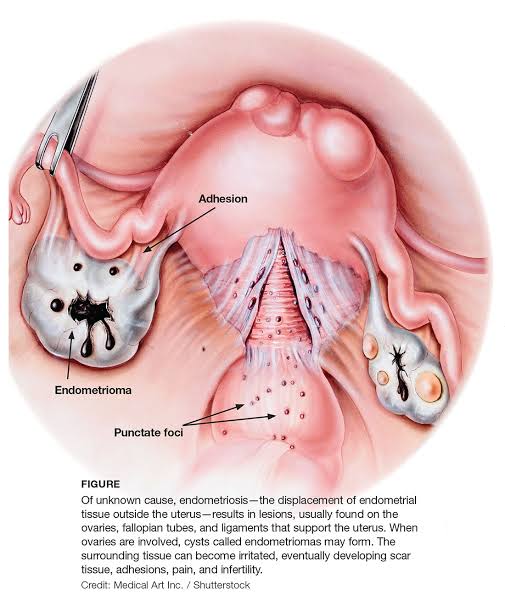 Adhesion
Endometrioma
Punctate foci
FIGURE
Of unknown cause, endometriosis—the displacement of endometrial
tissue outside the uterus—results in lesions, usually found on the
ovaries, fallopian tubes, and ligaments that support the uterus. When
ovaries are involved, cysts called endometriomas may form. The
surrounding tissue can become irritated, eventually developing scar
tissue, adhesions, pain, and infertility.
Credit: Medical Art Inc. / Shutterstock